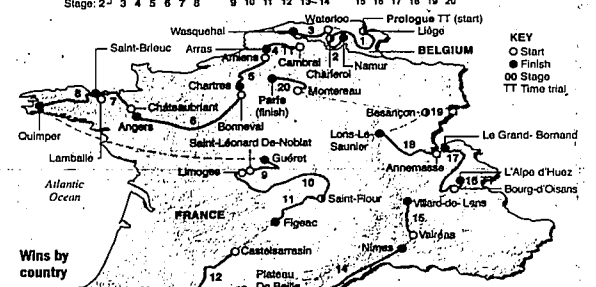 Stage: 2 3 4 5 6 7 8 9 10 11 12 13 14 15 16 17 18 19 20
Waterloo
Prologue TT (start)
Wasquehal
3
1
Liège
KEY
Saint-Brieuc
Arras
4 TT
2
BELGIUM
Start
Amiens
Cambrai
Namur
Finish
Charleroi
00 Stage
5
TT Time trial
Chartres
20
8
7
Châteaubriant
Paris
(finish)
Montereau
Besançon
19
Angers
6
Quimper
Bonneval
Lons-Le
Saunier
Le Grand-Bornand
Saint-Léonard De-Noblat
18
Lamballe
Guéret
Annemasse
17
Atlantic
Ocean
Limoges
9
10
L'Alpe d'Huez
16
Bourg-d'Oisans
11
Saint-Flour
Villard-de-Lans
FRANCE
Figeac
15
Valréas
Wins by
country
Castelsarrasin
Nîmes
12
Plateau
De Beille
14